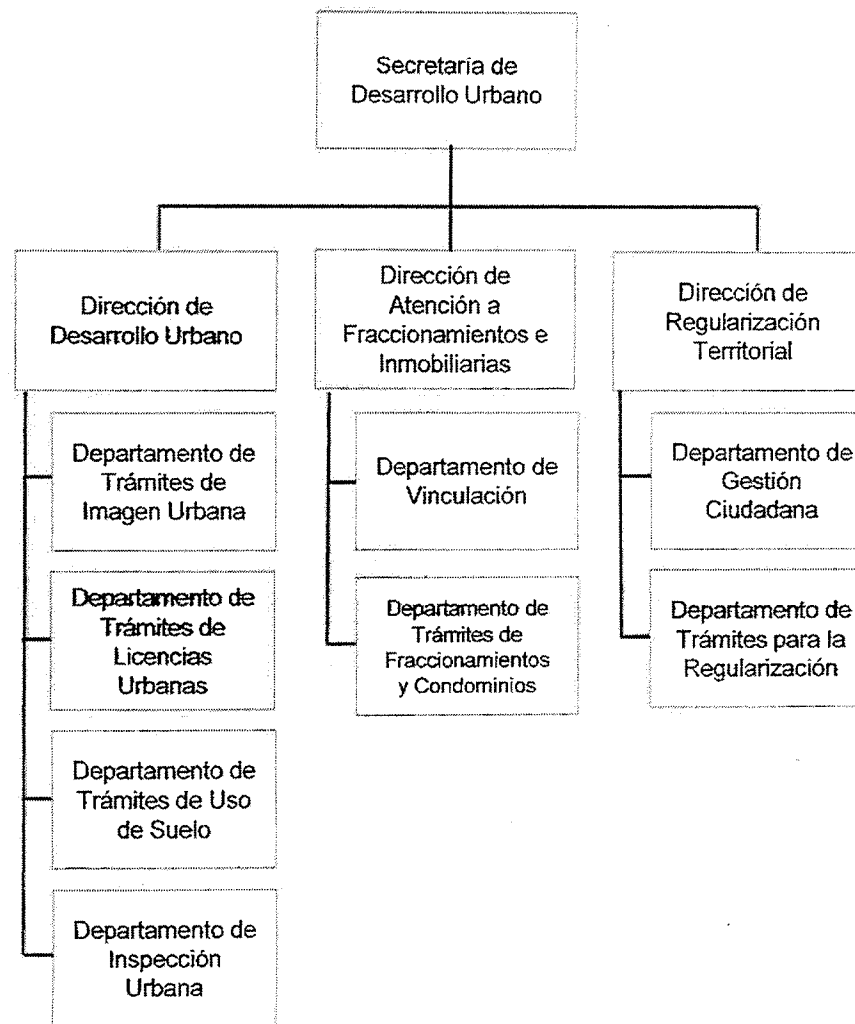 Secretaría de
Desarrollo Urbano
Dirección de
Desarrollo Urbano
Dirección de
Atención a
Fraccionamientos e
Inmobiliarias
Dirección de
Regularización
Territorial
Departamento de
Trámites de
Imagen Urbana
Departamento de
Trámites de
Licencias
Urbanas
Departamento de
Trámites de Uso
de Suelo
Departamento de
Inspección
Urbana
Departamento de
Vinculación
Departamento de
Trámites de
Fraccionamientos
y Condominios
Departamento de
Gestión
Ciudadana
Departamento de
Trámites para la
Regularización